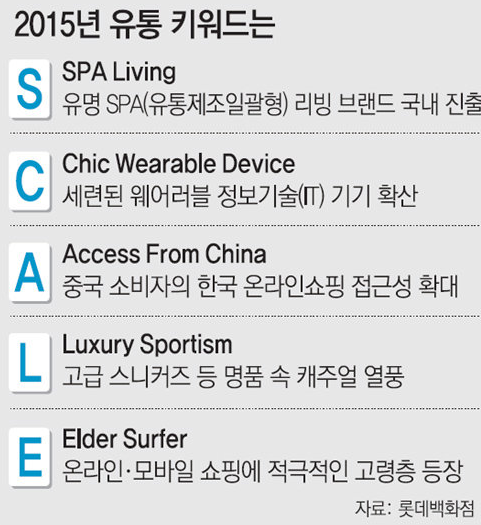 2015년 유통 키워드는
S
SPA Living
유명 SPA(유통제조일괄형) 리빙 브랜드 국내 진출
C
Chic Wearable Device
세련된 웨어러블 정보기술(IT) 기기 확산
A
Access From China
중국 소비자의 한국 온라인쇼핑 접근성 확대
L
Luxury Sportism
고급 스니커즈 등 명품 속 캐주얼 열풍
E
Elder Surfer
온라인·모바일 쇼핑에 적극적인 고령층 등장
자료: 롯데백화점